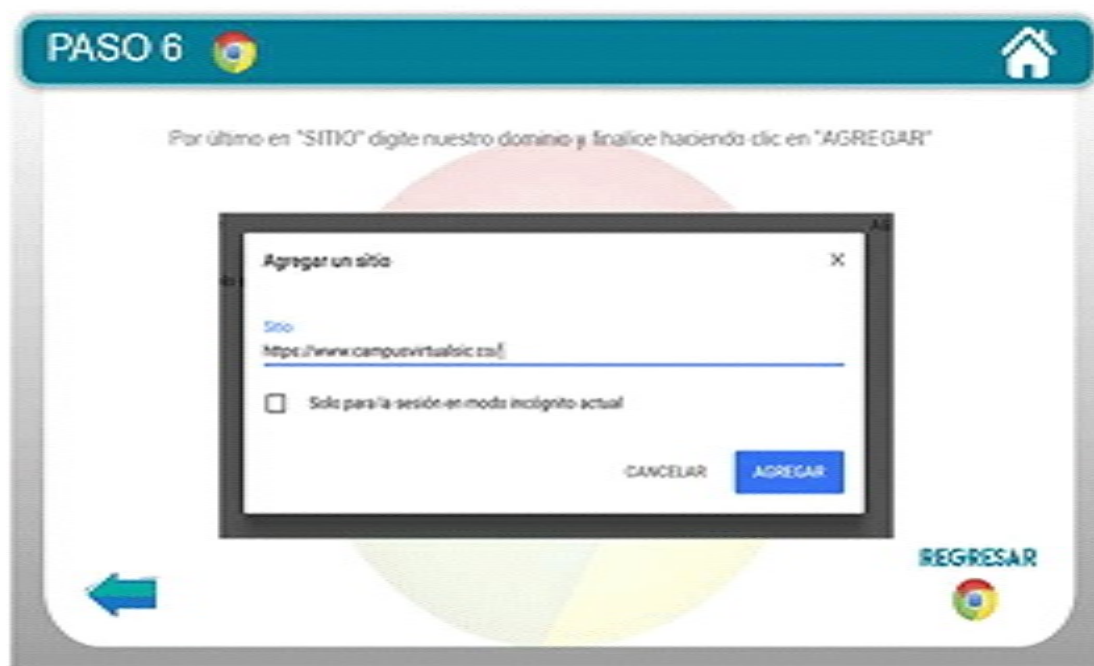 PASO 6
Por último en "SITIO" digite nuestro dominio y finalice haciendo clic en "AGREGAR"
Agregar un sitio
Sitio
https://www.campusvirtualsic.co/
Solo para la sesión en modo incógnito actual
CANCELAR
AGREGAR
REGRESAR